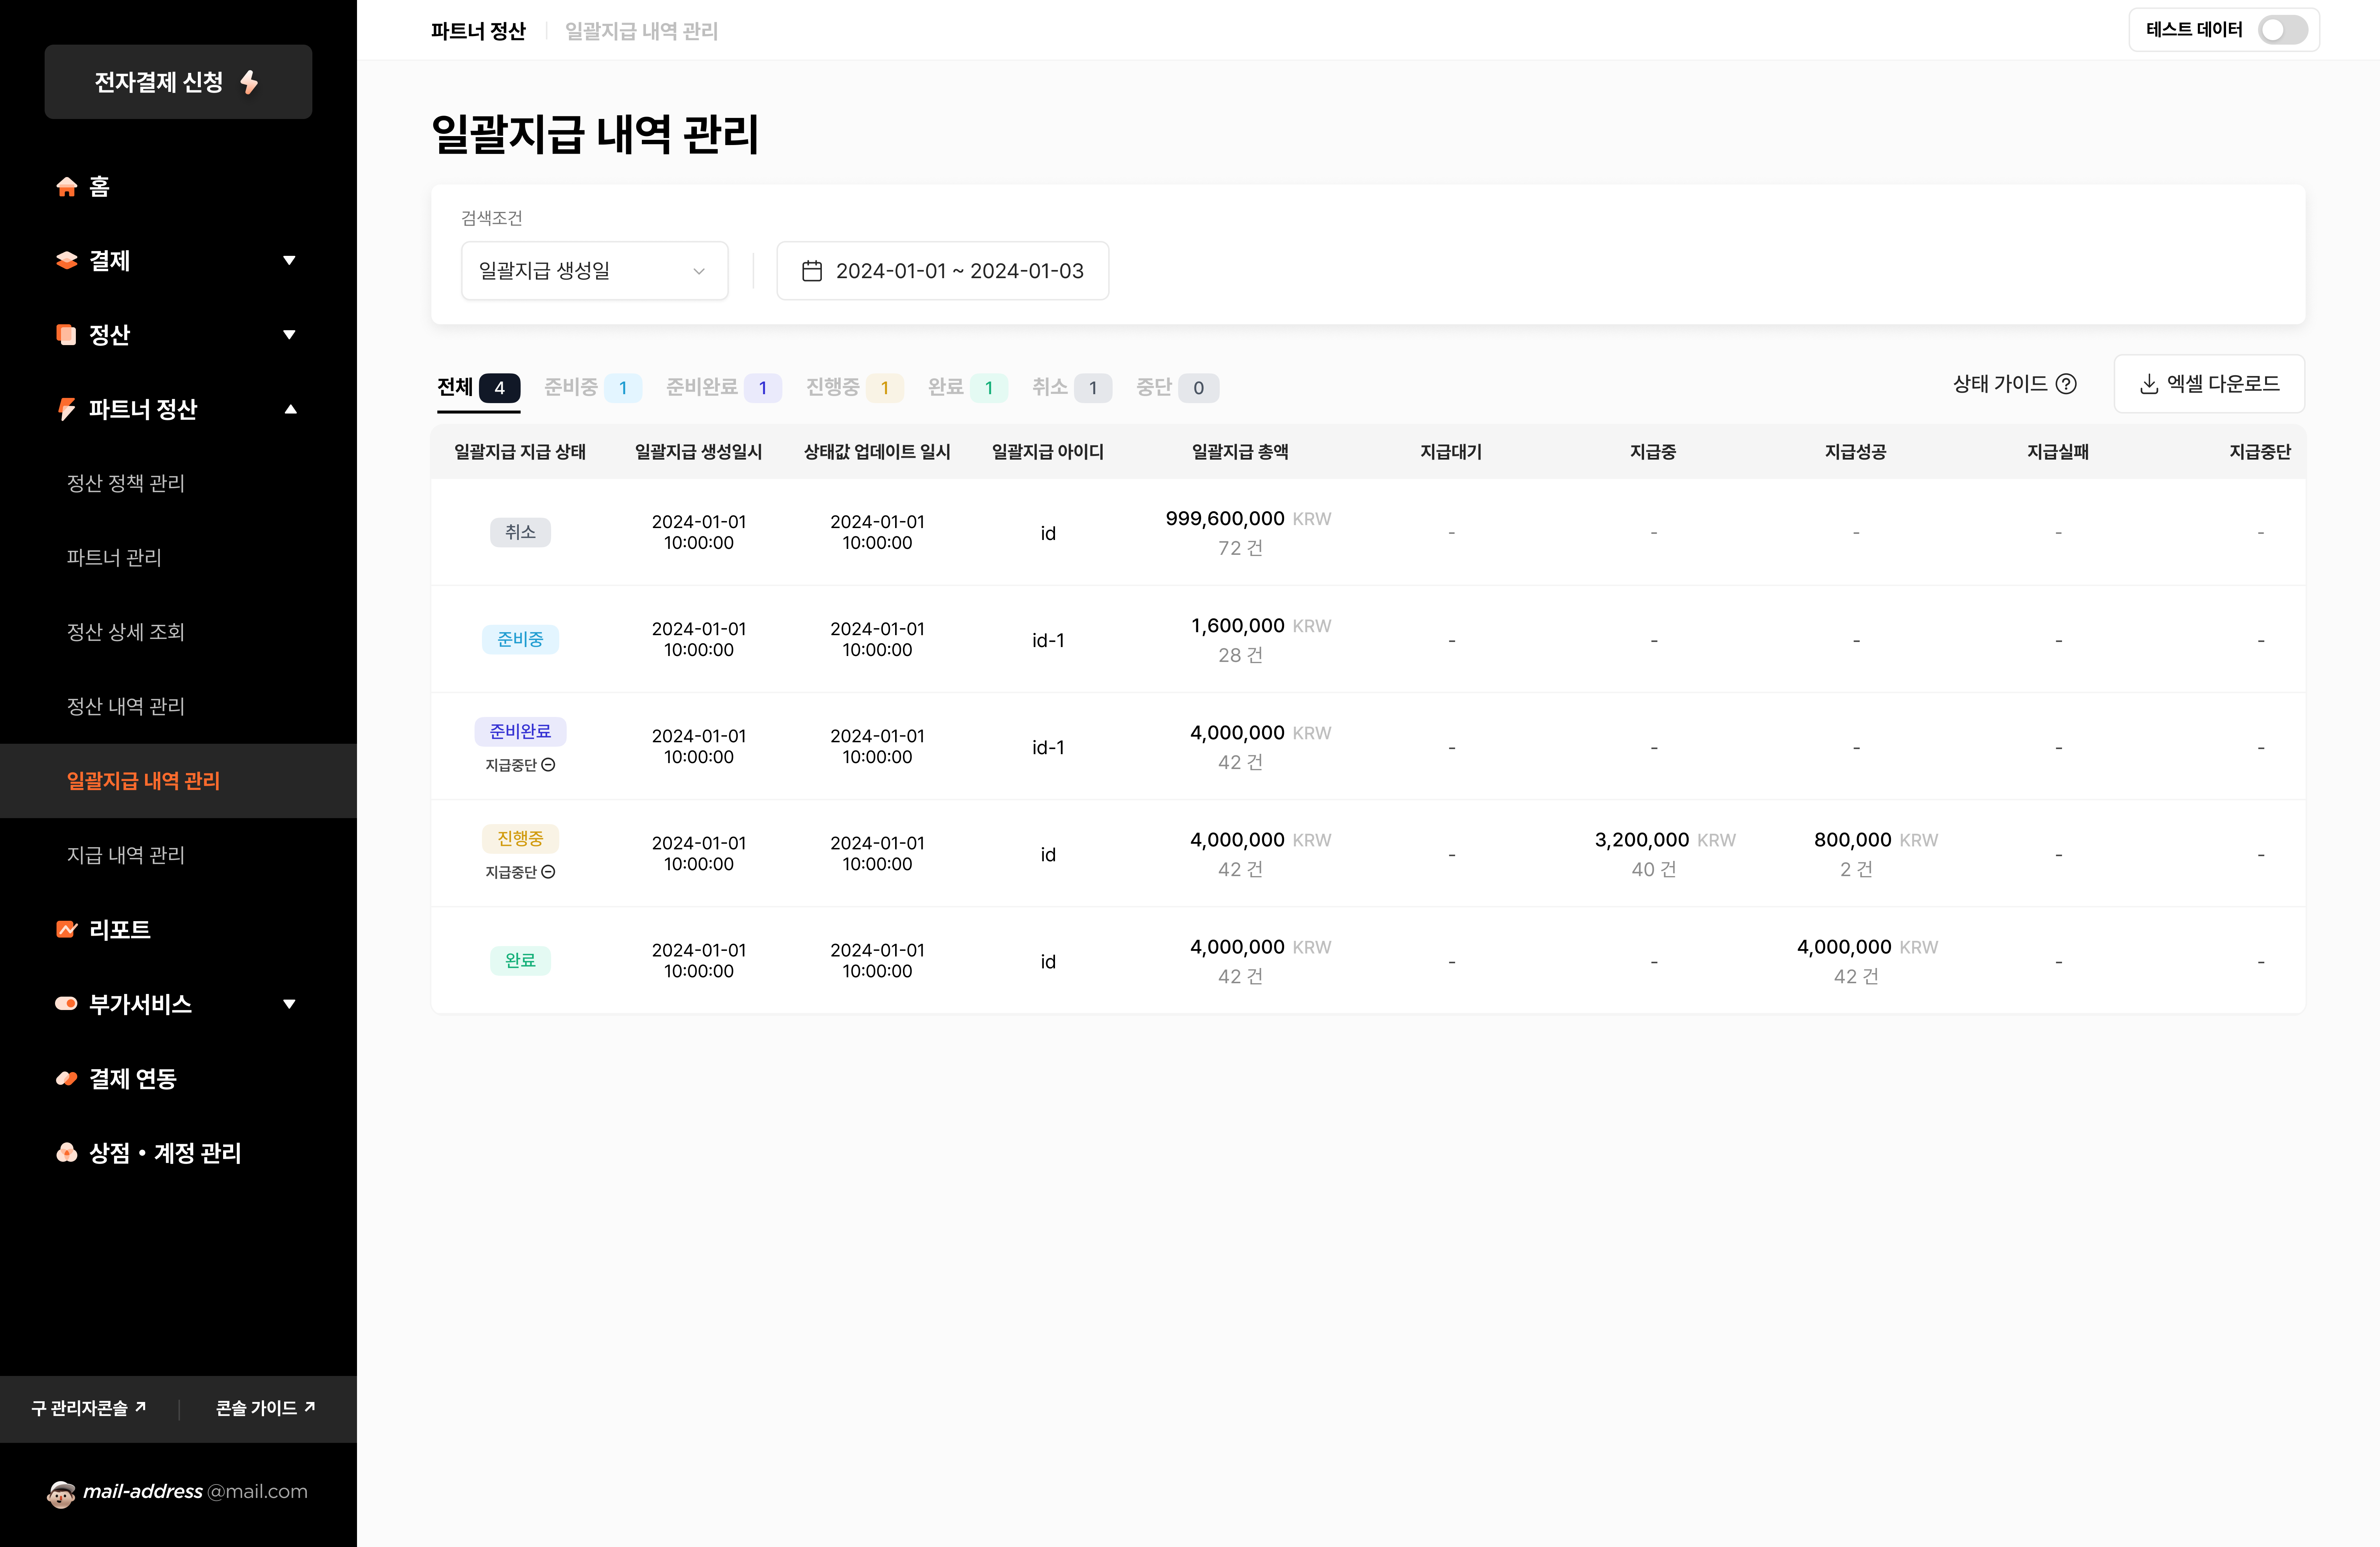 전자결제 신청
홈
결제
정산
파트너 정산
정산 정책 관리
파트너 관리
정산 상세 조회
정산 내역 관리
일괄지급 내역 관리
지급 내역 관리
리포트
부가서비스
결제 연동
상점 • 계정 관리
구 관리자콘솔 콘솔 가이드
mail-address @mail.com
파트너 정산 일괄지급 내역 관리
테스트 데이터
일괄지급 내역 관리
검색조건
일괄지급 생성일 2024-01-01 ~ 2024-01-03
전체 4 준비중 1 준비완료 1 진행중 1 완료 1 취소 1 중단 0
상태 가이드 엑셀 다운로드
일괄지급 지급 상태 일괄지급 생성일시 상태값 업데이트 일시 일괄지급 아이디 일괄지급 총액 지급대기 지급중 지급성공 지급실패 지급중단
취소 2024-01-01 10:00:00 2024-01-01 10:00:00 id 999,600,000 KRW 72 건 - - - - -
준비중 2024-01-01 10:00:00 2024-01-01 10:00:00 id-1 1,600,000 KRW 28 건 - - - - -
준비완료 지급중단 2024-01-01 10:00:00 2024-01-01 10:00:00 id-1 4,000,000 KRW 42 건 - - - - -
진행중 지급중단 2024-01-01 10:00:00 2024-01-01 10:00:00 id 4,000,000 KRW 42 건 - 3,200,000 KRW 40 건 800,000 KRW 2 건 - -
완료 2024-01-01 10:00:00 2024-01-01 10:00:00 id 4,000,000 KRW 42 건 - - 4,000,000 KRW 42 건 - -